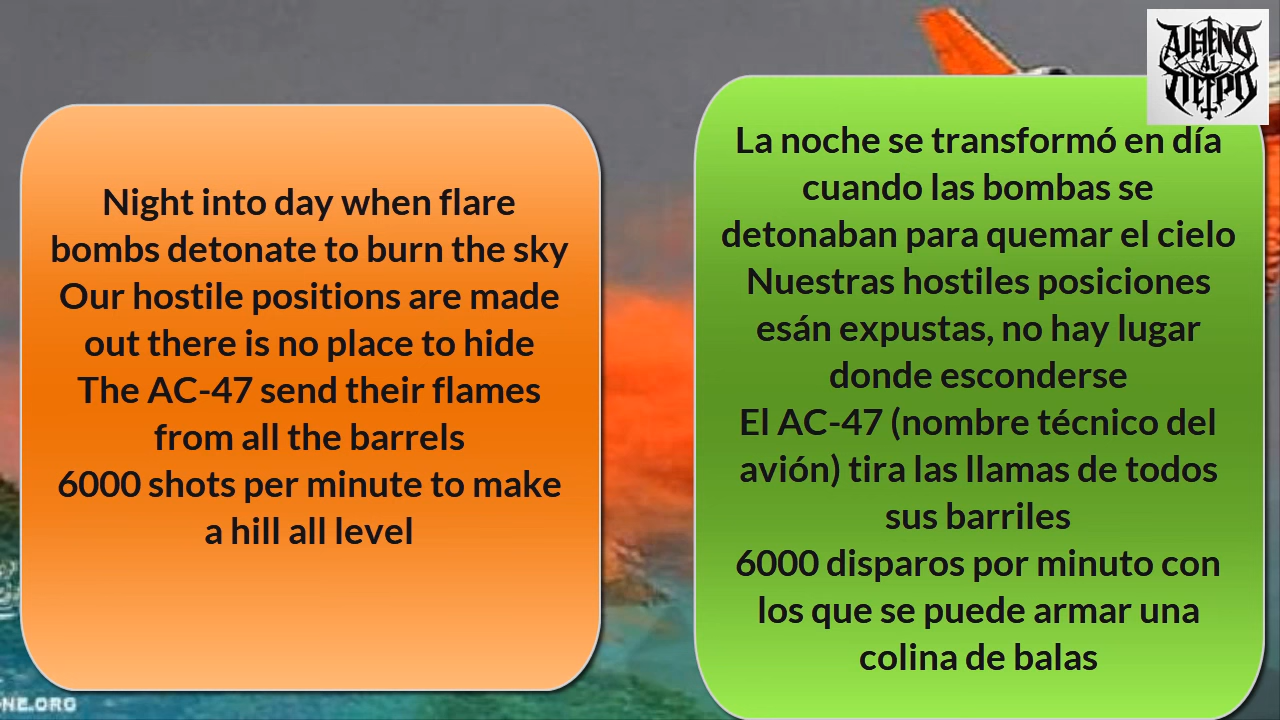 Night into day when flare
bombs detonate to burn the sky
Our hostile positions are made
out there is no place to hide
The AC-47 send their flames
from all the barrels
6000 shots per minute to make
a hill all level
La noche se transformó en día
cuando las bombas se
detonaban para quemar el cielo
Nuestras hostiles posiciones
esán expustas, no hay lugar
donde esconderse
El AC-47 (nombre técnico del
avión) tira las llamas de todos
sus barriles
6000 disparos por minuto con
los que se puede armar una
colina de balas
AL
NE.ORG